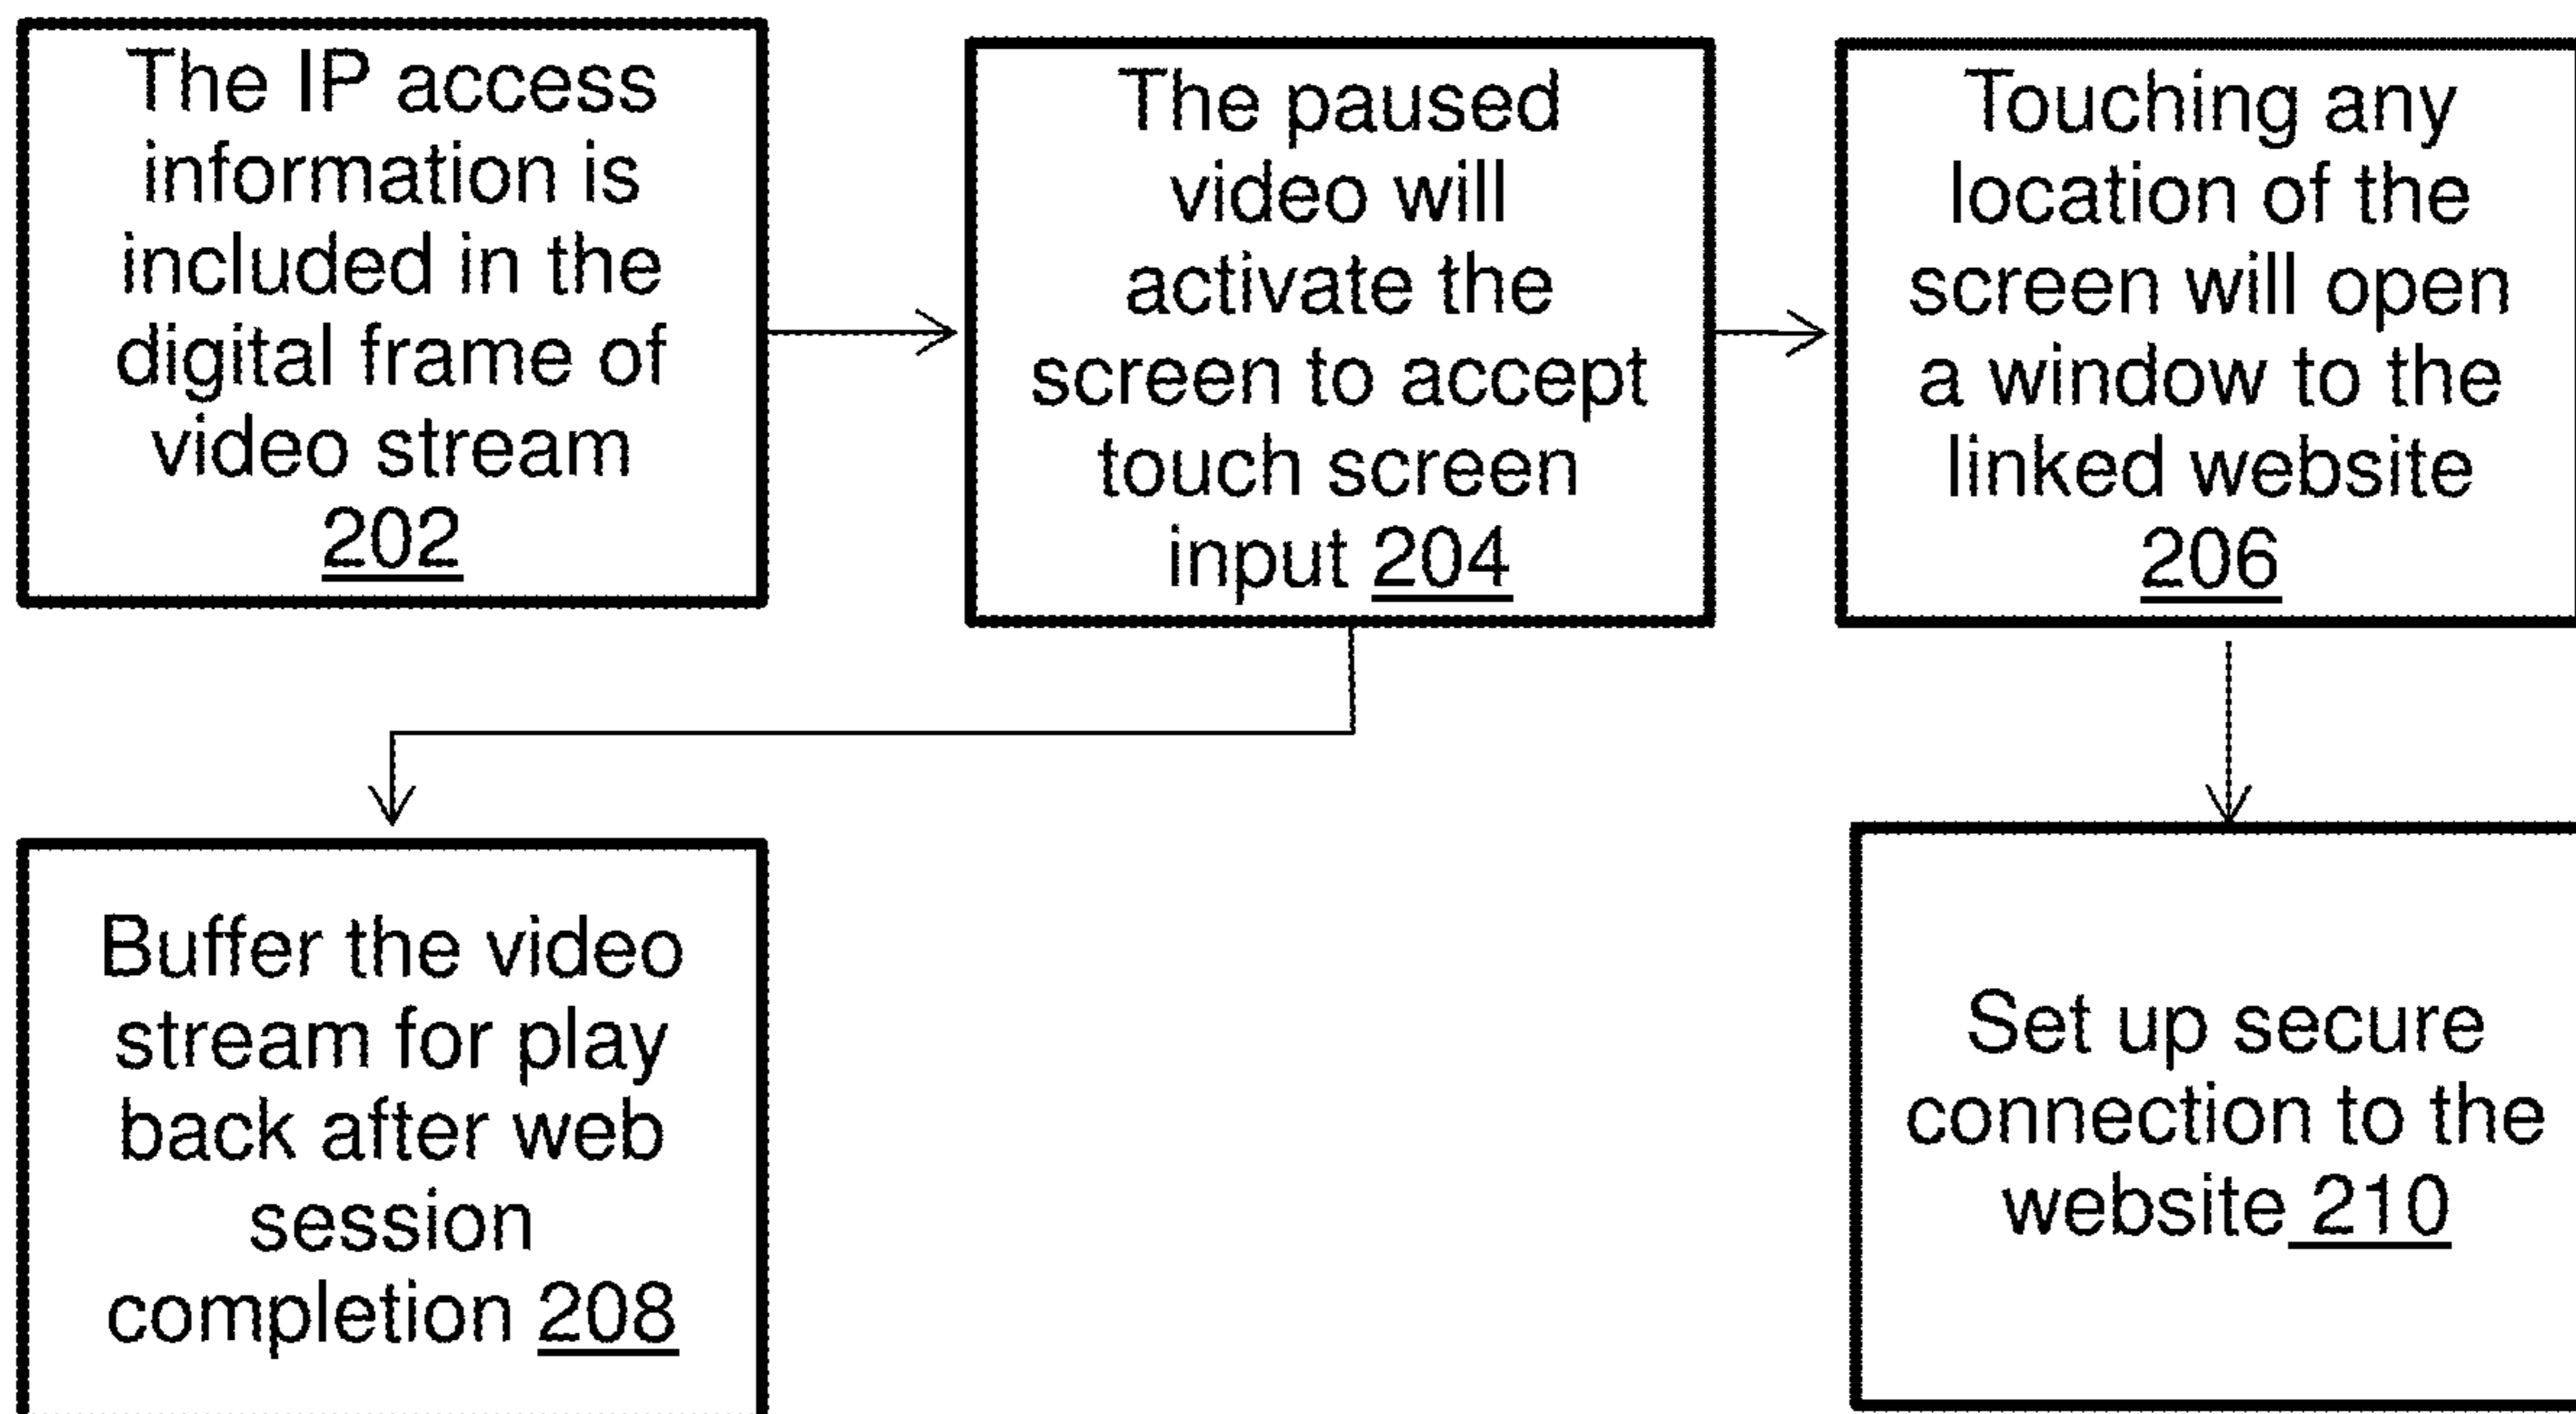 The IP access
information is
included in the
digital frame of
video stream
202
The paused
video will
activate the
screen to accept
touch screen
input 204
Touching any
location of the
screen will open
a window to the
linked website
206
Buffer the video
stream for play
back after web
session
completion 208
Set up secure
connection to the
website 210